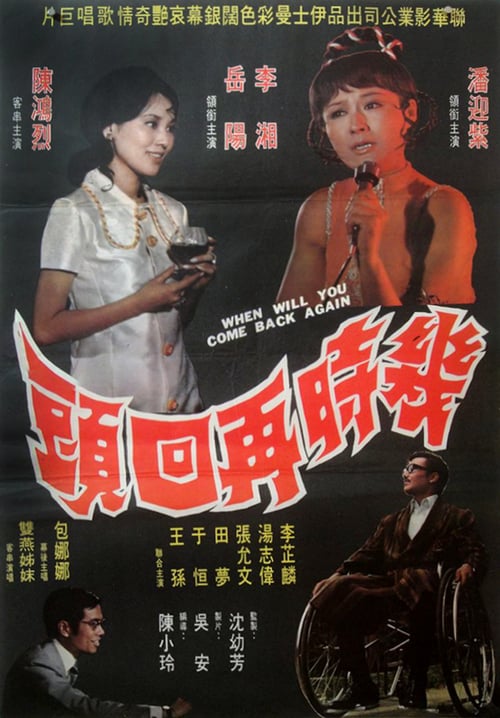 聯華影業公司出品伊士曼彩色闊銀幕哀艷奇情歌唱巨片
潘迎紫
領銜主演
李湘
岳陽
領銜主演
陳鴻烈
客串主演
WHEN WILL YOU
COME BACK AGAIN
幾時再回頭
李芷麟
湯志偉
張允文
田夢
于恒
王孫
聯合主演
包娜娜
幕後主唱
雙燕姊妹
客串演唱
監製：沈幼芳
製片：吳安
編導：陳小玲